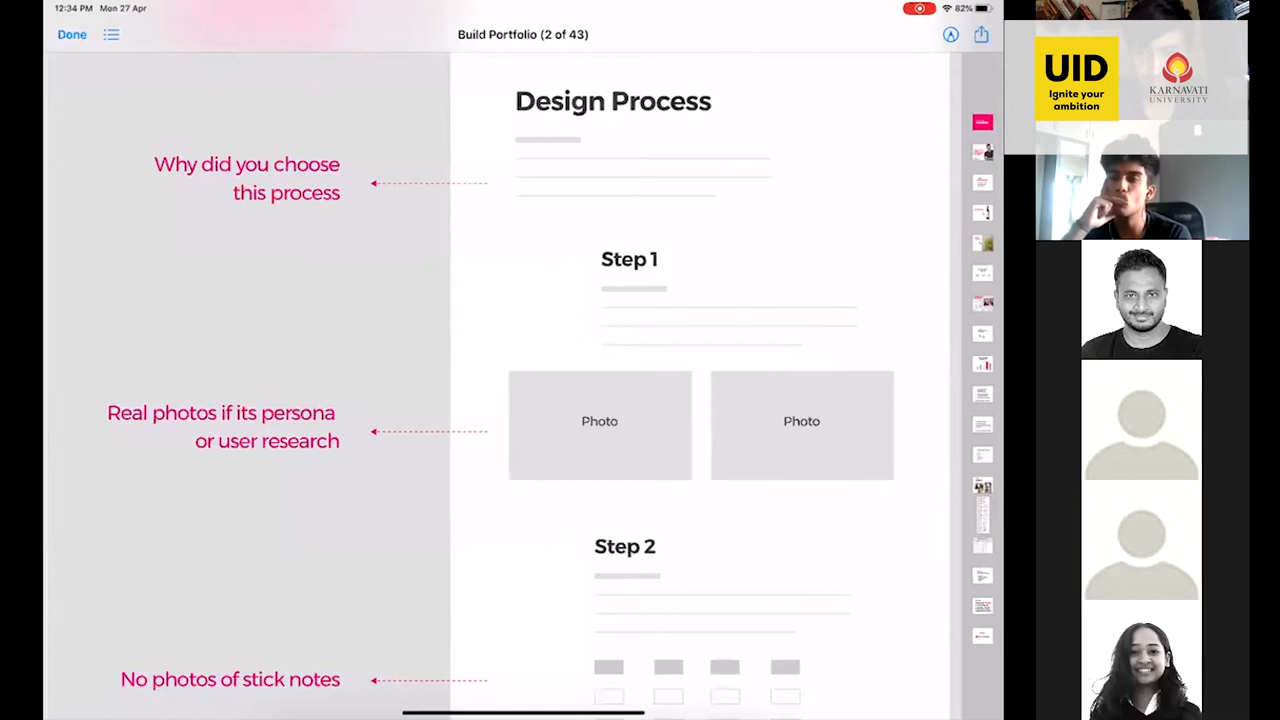 12:34 PM Mon 27 Apr
82%
Done
Build Portfolio (2 of 43)
UID
Ignite your
ambition
KARNAVATI
UNIVERSITY
Design Process
Why did you choose
this process
Step 1
Real photos if its persona
or user research
Photo
Photo
Step 2
No photos of stick notes